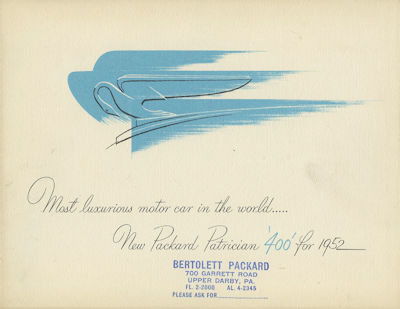 Most luxurious motor car in the world.....
New Packard Patrician '400' for 1952
BERTOLETT PACKARD
700 GARRETT ROAD
UPPER DARBY, PA.
FL. 2-2000 AL. 4-2345
PLEASE ASK FOR